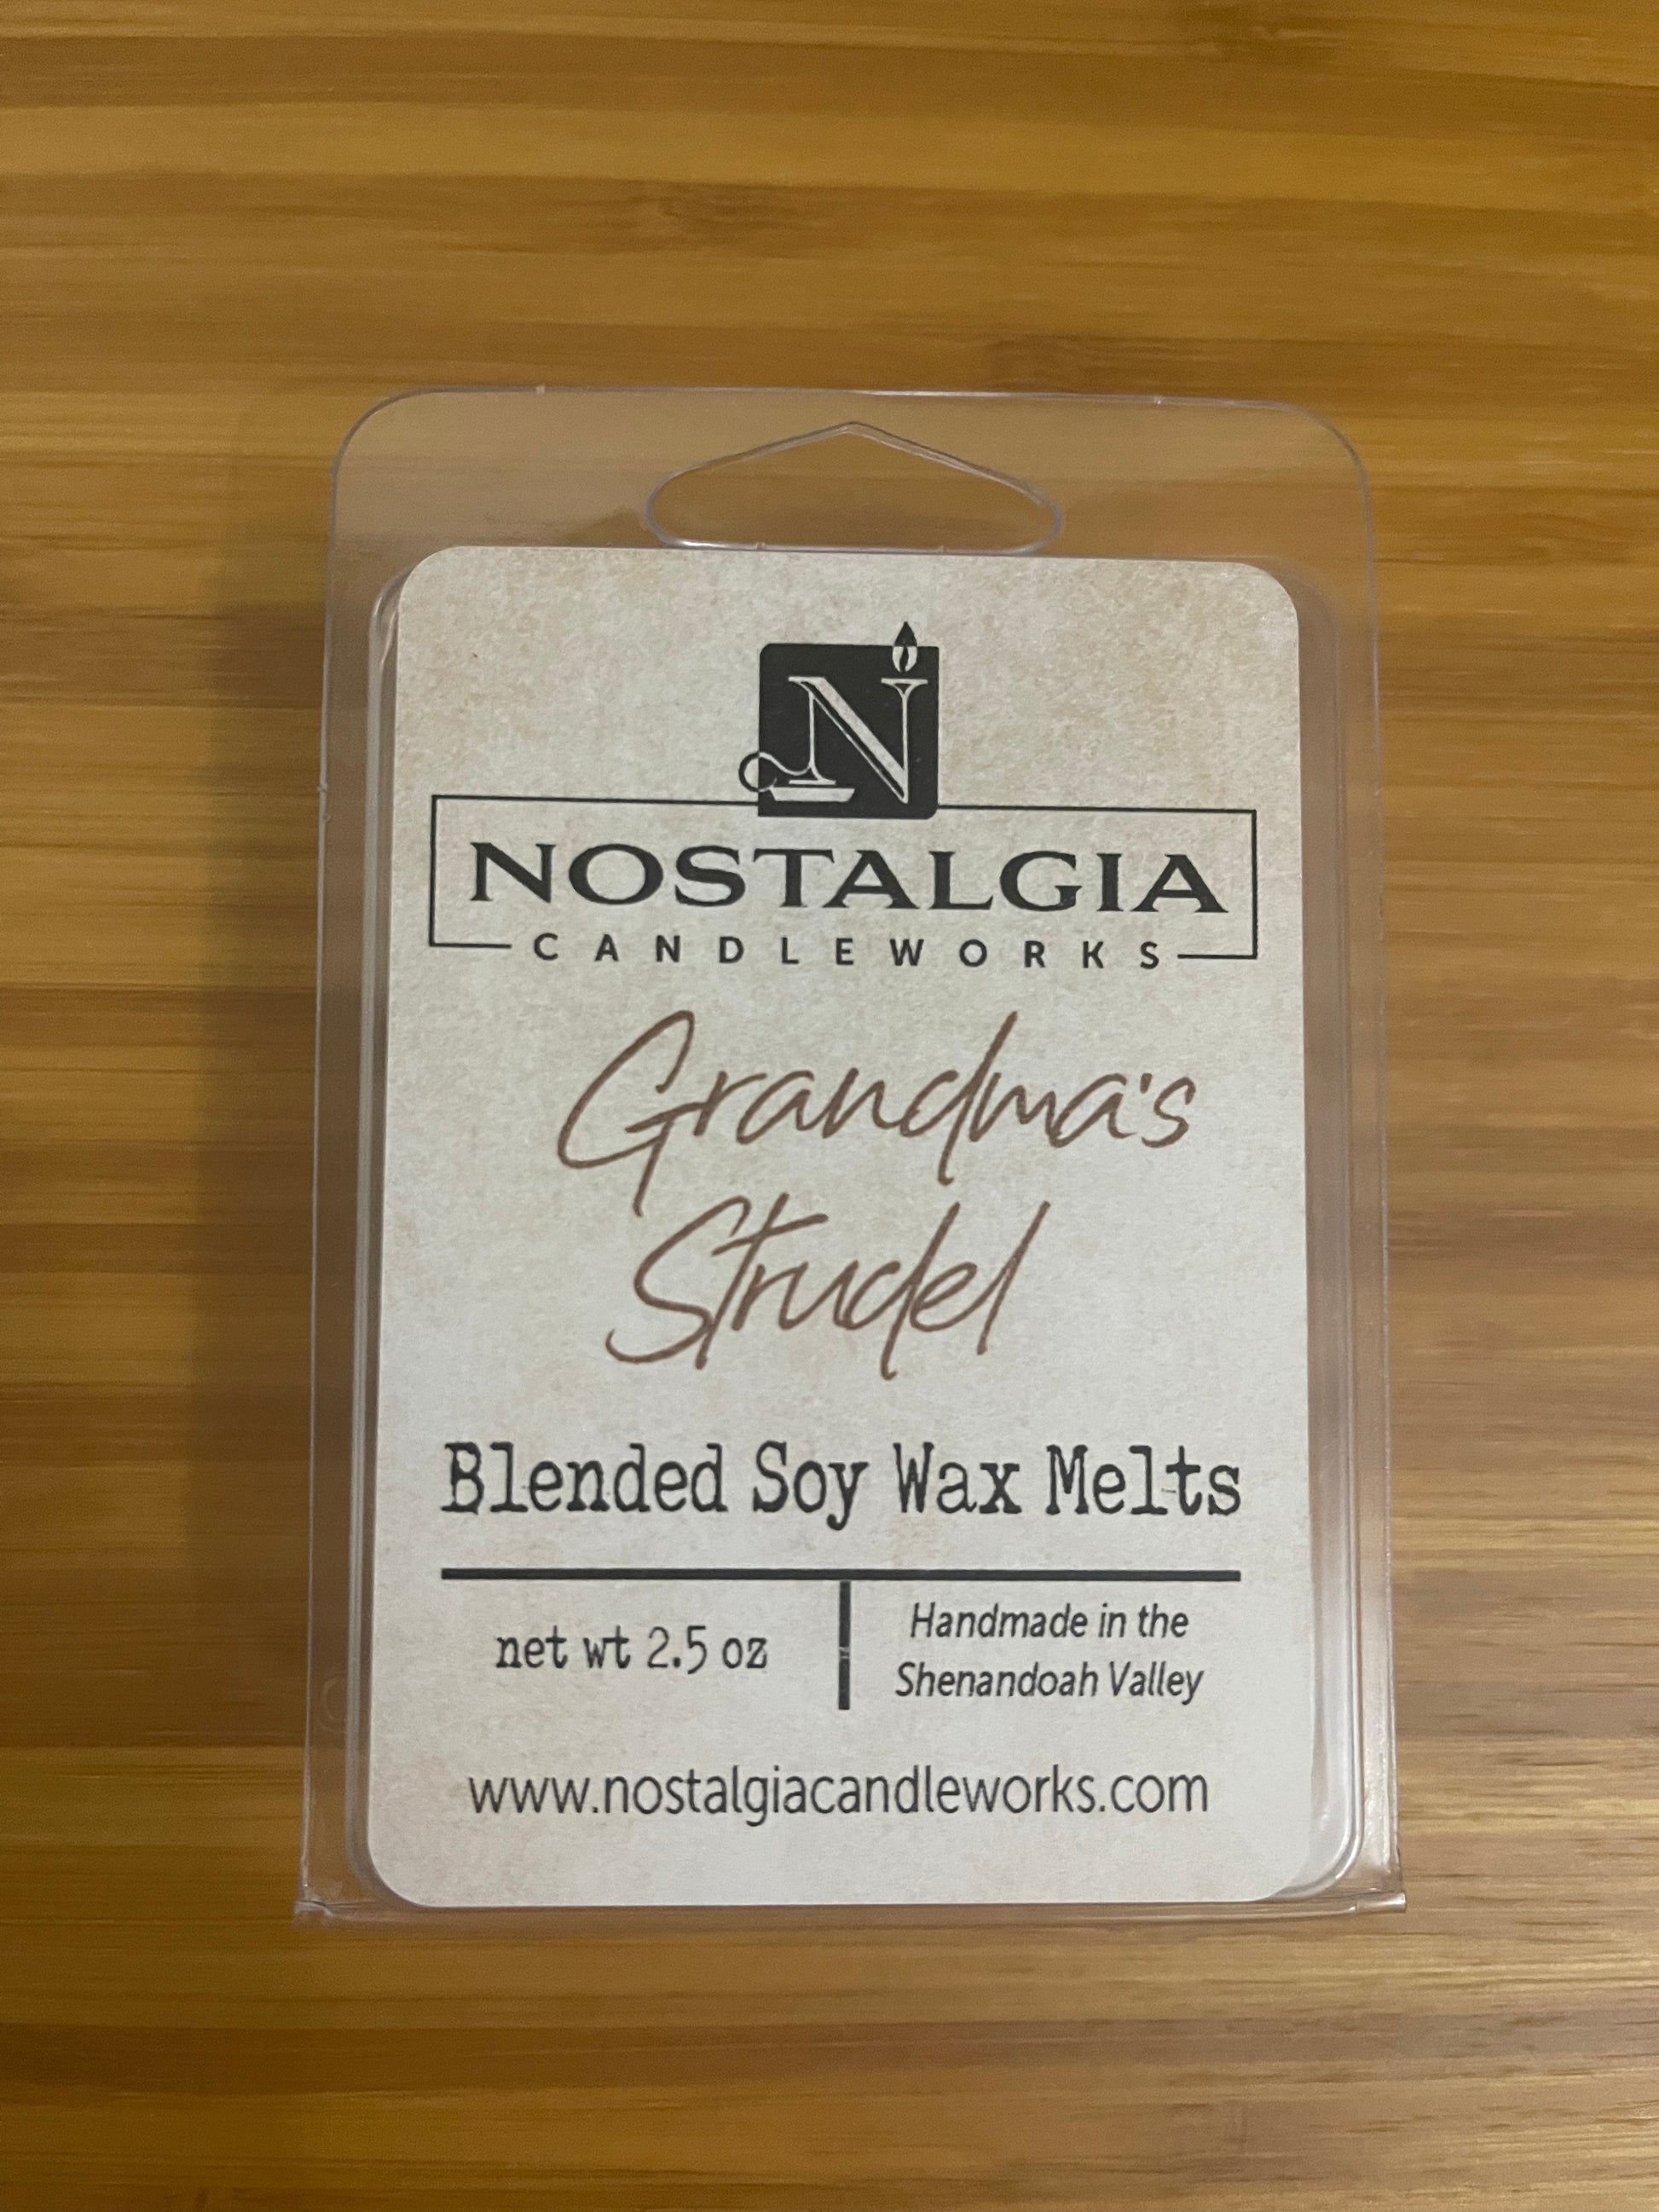 N
NOSTALGIA
CANDLEWORKS
Grandma's
Strudel
Blended Soy Wax Melts
net wt 2.5 oz
Handmade in the
Shenandoah Valley
www.nostalgiacandleworks.com